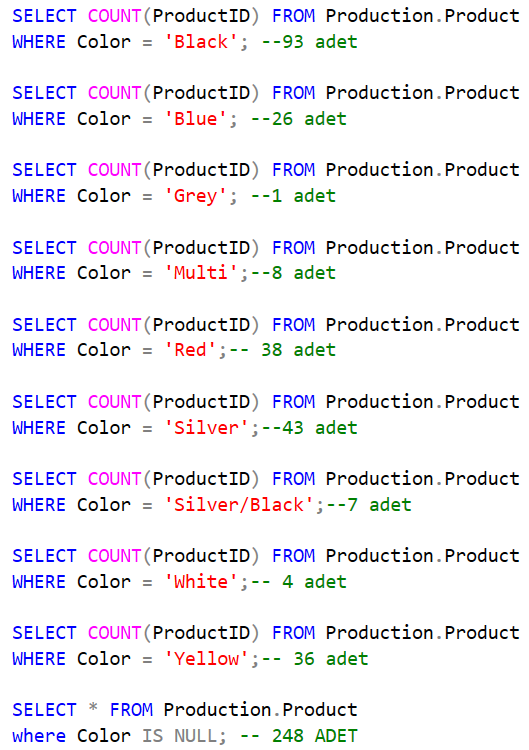 SELECT COUNT(ProductID) FROM Production.Product
WHERE Color = 'Black'; --93 adet
SELECT COUNT(ProductID) FROM Production.Product
WHERE Color = 'Blue'; --26 adet
SELECT COUNT(ProductID) FROM Production.Product
WHERE Color = 'Grey'; --1 adet
SELECT COUNT(ProductID) FROM Production.Product
WHERE Color = 'Multi';--8 adet
SELECT COUNT(ProductID) FROM Production.Product
WHERE Color = 'Red';-- 38 adet
SELECT COUNT(ProductID) FROM Production.Product
WHERE Color = 'Silver';--43 adet
SELECT COUNT(ProductID) FROM Production.Product
WHERE Color = 'Silver/Black';--7 adet
SELECT COUNT(ProductID) FROM Production.Product
WHERE Color = 'White';-- 4 adet
SELECT COUNT(ProductID) FROM Production.Product
WHERE Color = 'Yellow';-- 36 adet
SELECT * FROM Production.Product
where Color IS NULL; -- 248 ADET